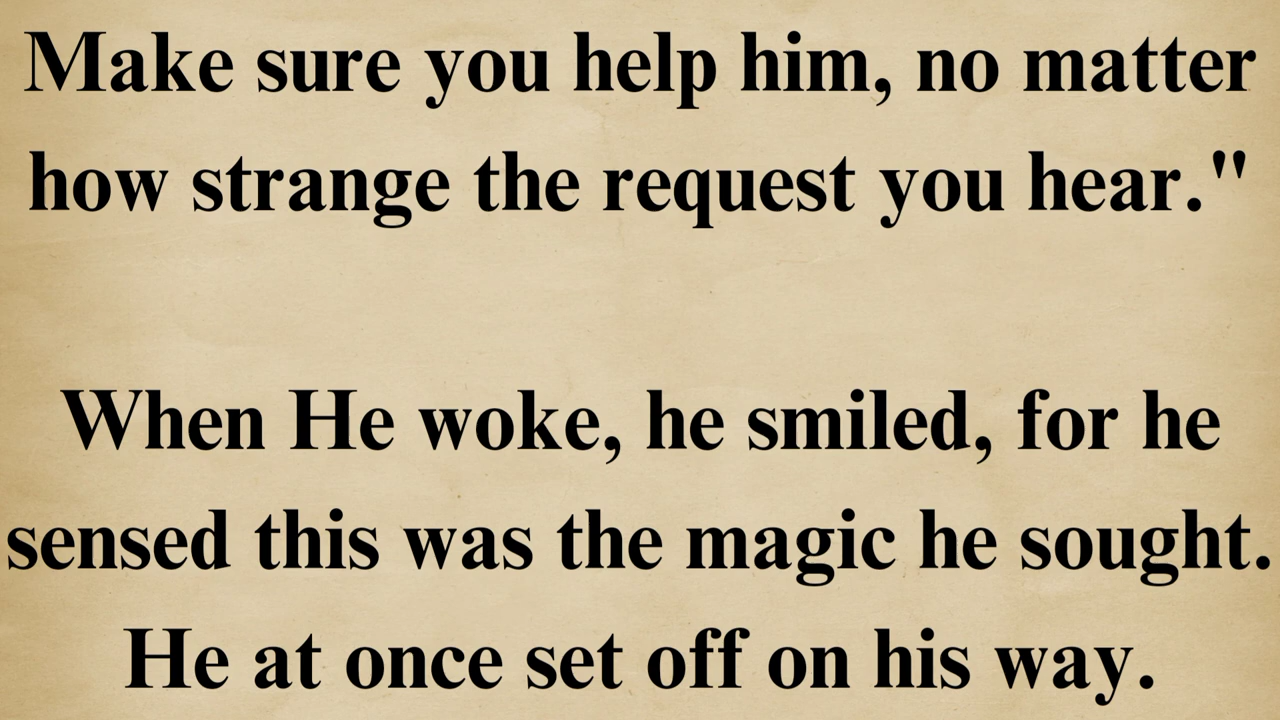 Make sure you help him, no matter
how strange the request you hear."
When He woke, he smiled, for he
sensed this was the magic he sought.
He at once set off on his way.